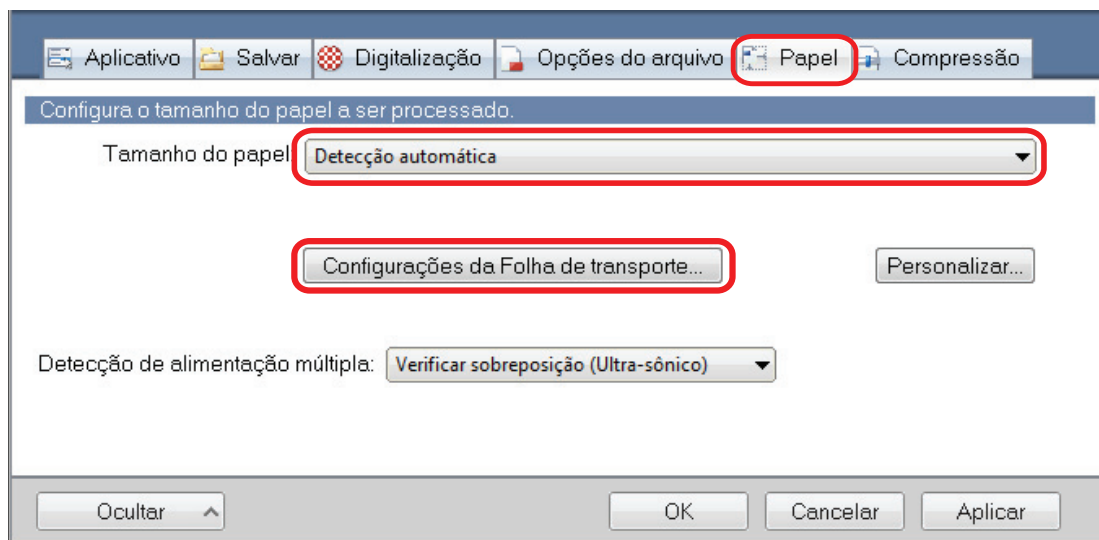 Aplicativo Salvar Digitalização Opções do arquivo Papel Compressão
Configura o tamanho do papel a ser processado.
Tamanho do papel: Detecção automática
Configurações da Folha de transporte... Personalizar...
Detecção de alimentação múltipla: Verificar sobreposição (Ultra-sônico)
Ocultar OK Cancelar Aplicar